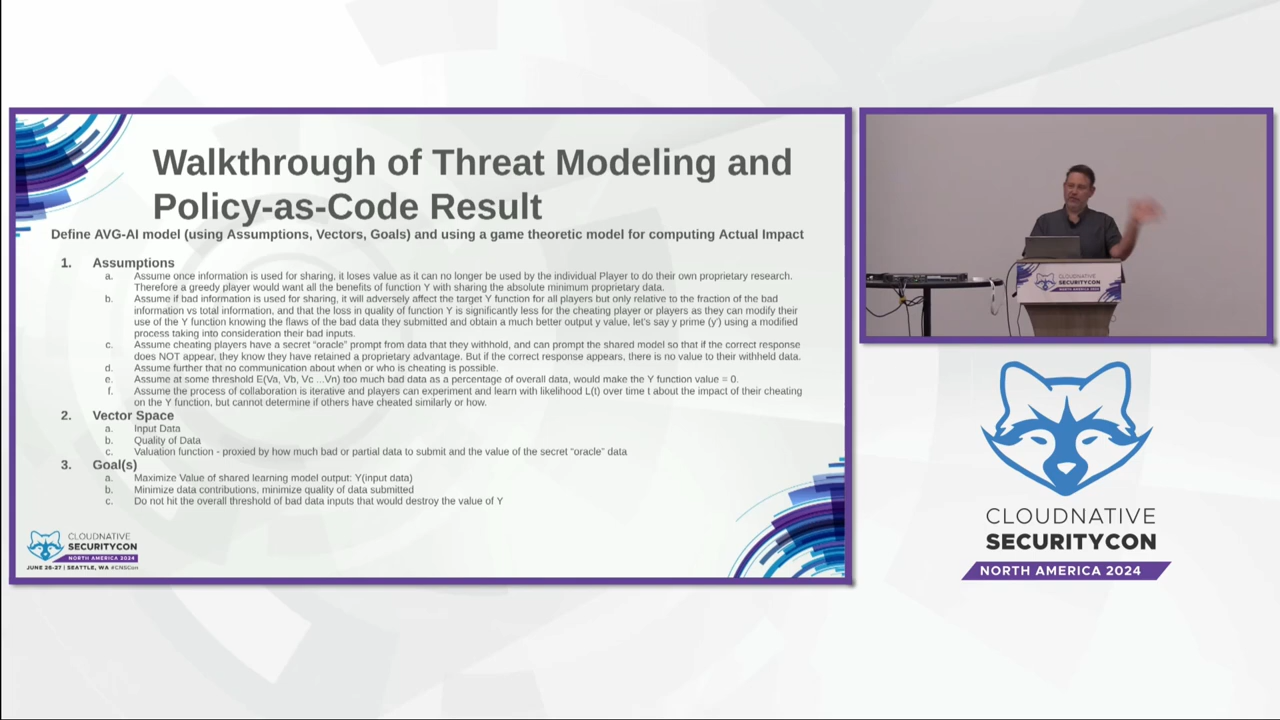 Walkthrough of Threat Modeling and
Policy-as-Code Result
Define AVG-AI model (using Assumptions, Vectors, Goals) and using a game theoretic model for computing Actual Impact
1. Assumptions
a. Assume once information is used for sharing, it loses value as it can no longer be used by the individual Player to do their own proprietary research.
Therefore a greedy player would want all the benefits of function Y with sharing the absolute minimum proprietary data.
b. Assume if bad information is used for sharing, it will adversely affect the target Y function for all players but only relative to the fraction of the bad
information vs total information, and that the loss in quality of function Y is significantly less for the cheating player or players as they can modify their
use of the Y function knowing the flaws of the bad data they submitted and obtain a much better output y value, let's say y prime (y') using a modified
process taking into consideration their bad inputs.
c. Assume cheating players have a secret "oracle" prompt from data that they withhold, and can prompt the shared model so that if the correct response
does NOT appear, they know they have retained a proprietary advantage. But if the correct response appears, there is no value to their withheld data.
d. Assume further that no communication about when or who is cheating is possible.
e. Assume at some threshold E(Va, Vb, Vc ...Vn) too much bad data as a percentage of overall data, would make the Y function value = 0.
f. Assume the process of collaboration is iterative and players can experiment and learn with likelihood L(t) over time t about the impact of their cheating
on the Y function, but cannot determine if others have cheated similarly or how.
2. Vector Space
a. Input Data
b. Quality of Data
c. Valuation function - proxied by how much bad or partial data to submit and the value of the secret "oracle" data
3. Goal(s)
a. Maximize Value of shared learning model output: Y(input data)
b. Minimize data contributions, minimize quality of data submitted
c. Do not hit the overall threshold of bad data inputs that would destroy the value of Y
CLOUDNATIVE
SECURITYCON
NORTH AMERICA 2024
JUNE 26-27 | SEATTLE, WA #CNSCon
CLOUDNATIVE
SECURITYCON
NORTH AMERICA 2024
CLOUDNATIVE
SECURITYCON
NORTH AMERICA 2024